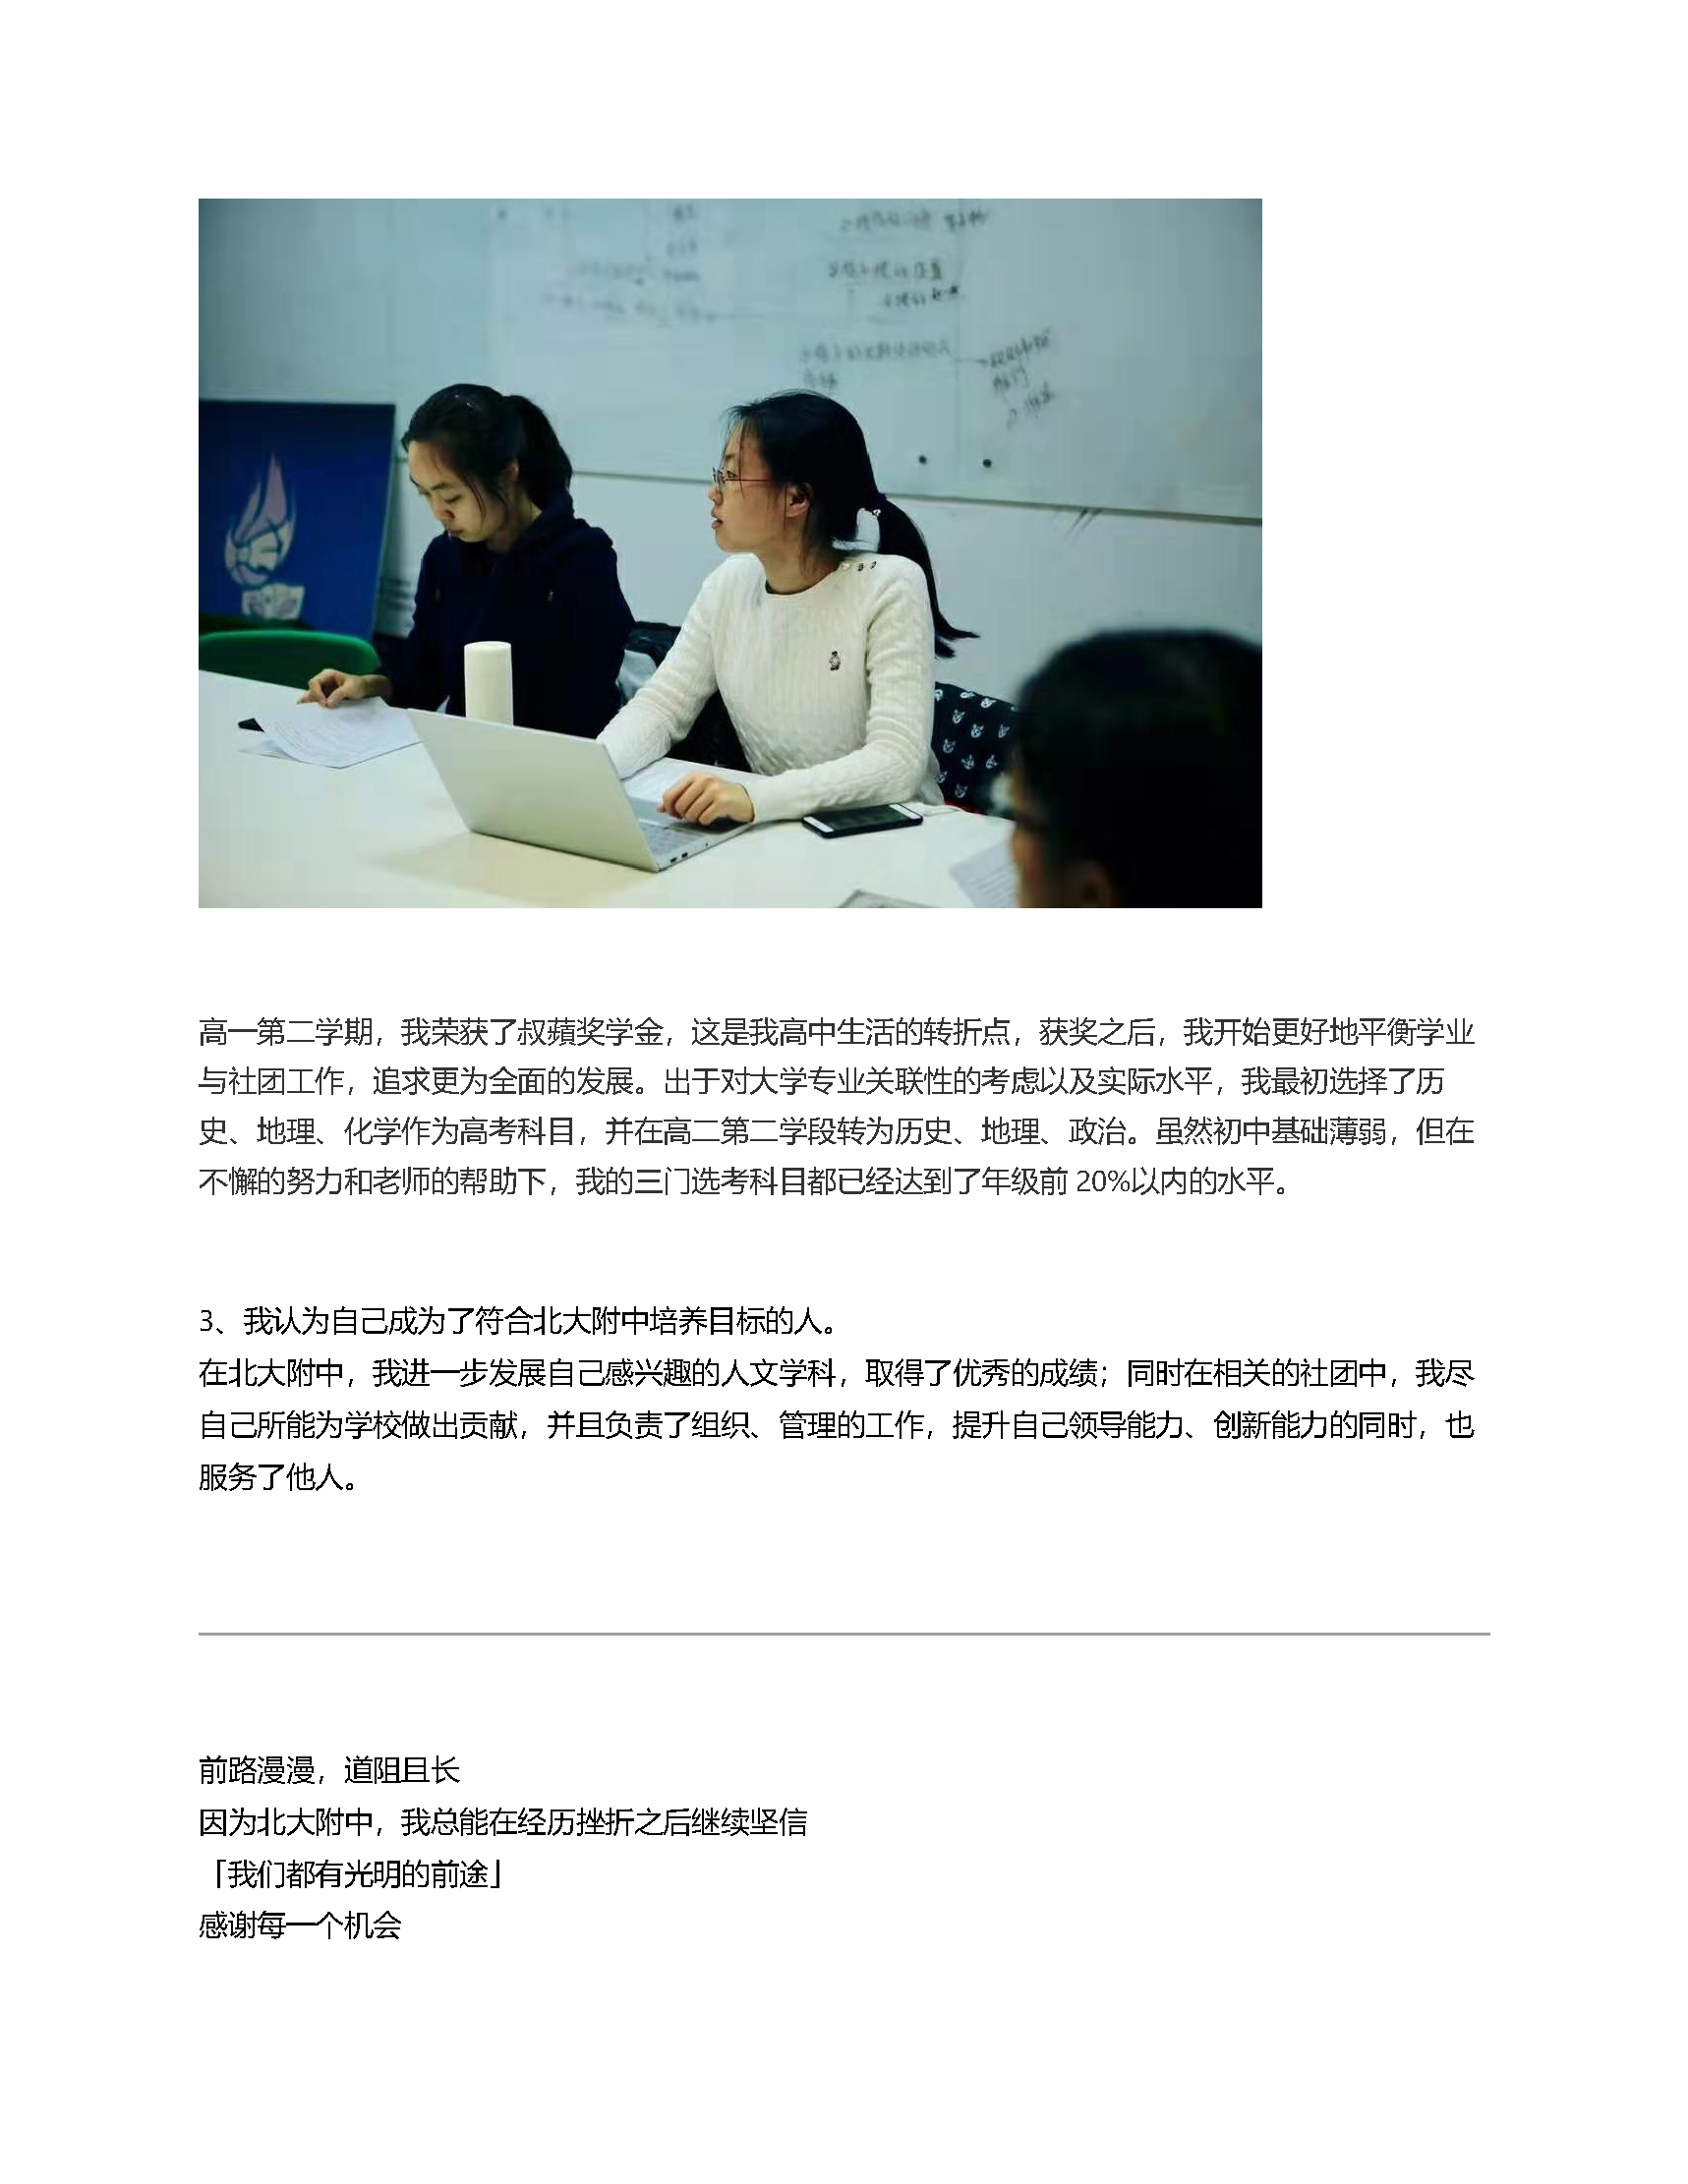 高一第二学期，我荣获了叔蘋奖学金，这是我高中生活的转折点，获奖之后，我开始更好地平衡学业
与社团工作，追求更为全面的发展。出于对大学专业关联性的考虑以及实际水平，我最初选择了历
史、地理、化学作为高考科目，并在高二第二学段转为历史、地理、政治。虽然初中基础薄弱，但在
不懈的努力和老师的帮助下，我的三门选考科目都已经达到了年级前 20%以内的水平。
3、我认为自己成为了符合北大附中培养目标的人。
在北大附中，我进一步发展自己感兴趣的人文学科，取得了优秀的成绩；同时在相关的社团中，我尽
自己所能为学校做出贡献，并且负责了组织、管理的工作，提升自己领导能力、创新能力的同时，也
服务了他人。
前路漫漫，道阻且长
因为北大附中，我总能在经历挫折之后继续坚信
「我们都有光明的前途」
感谢每一个机会